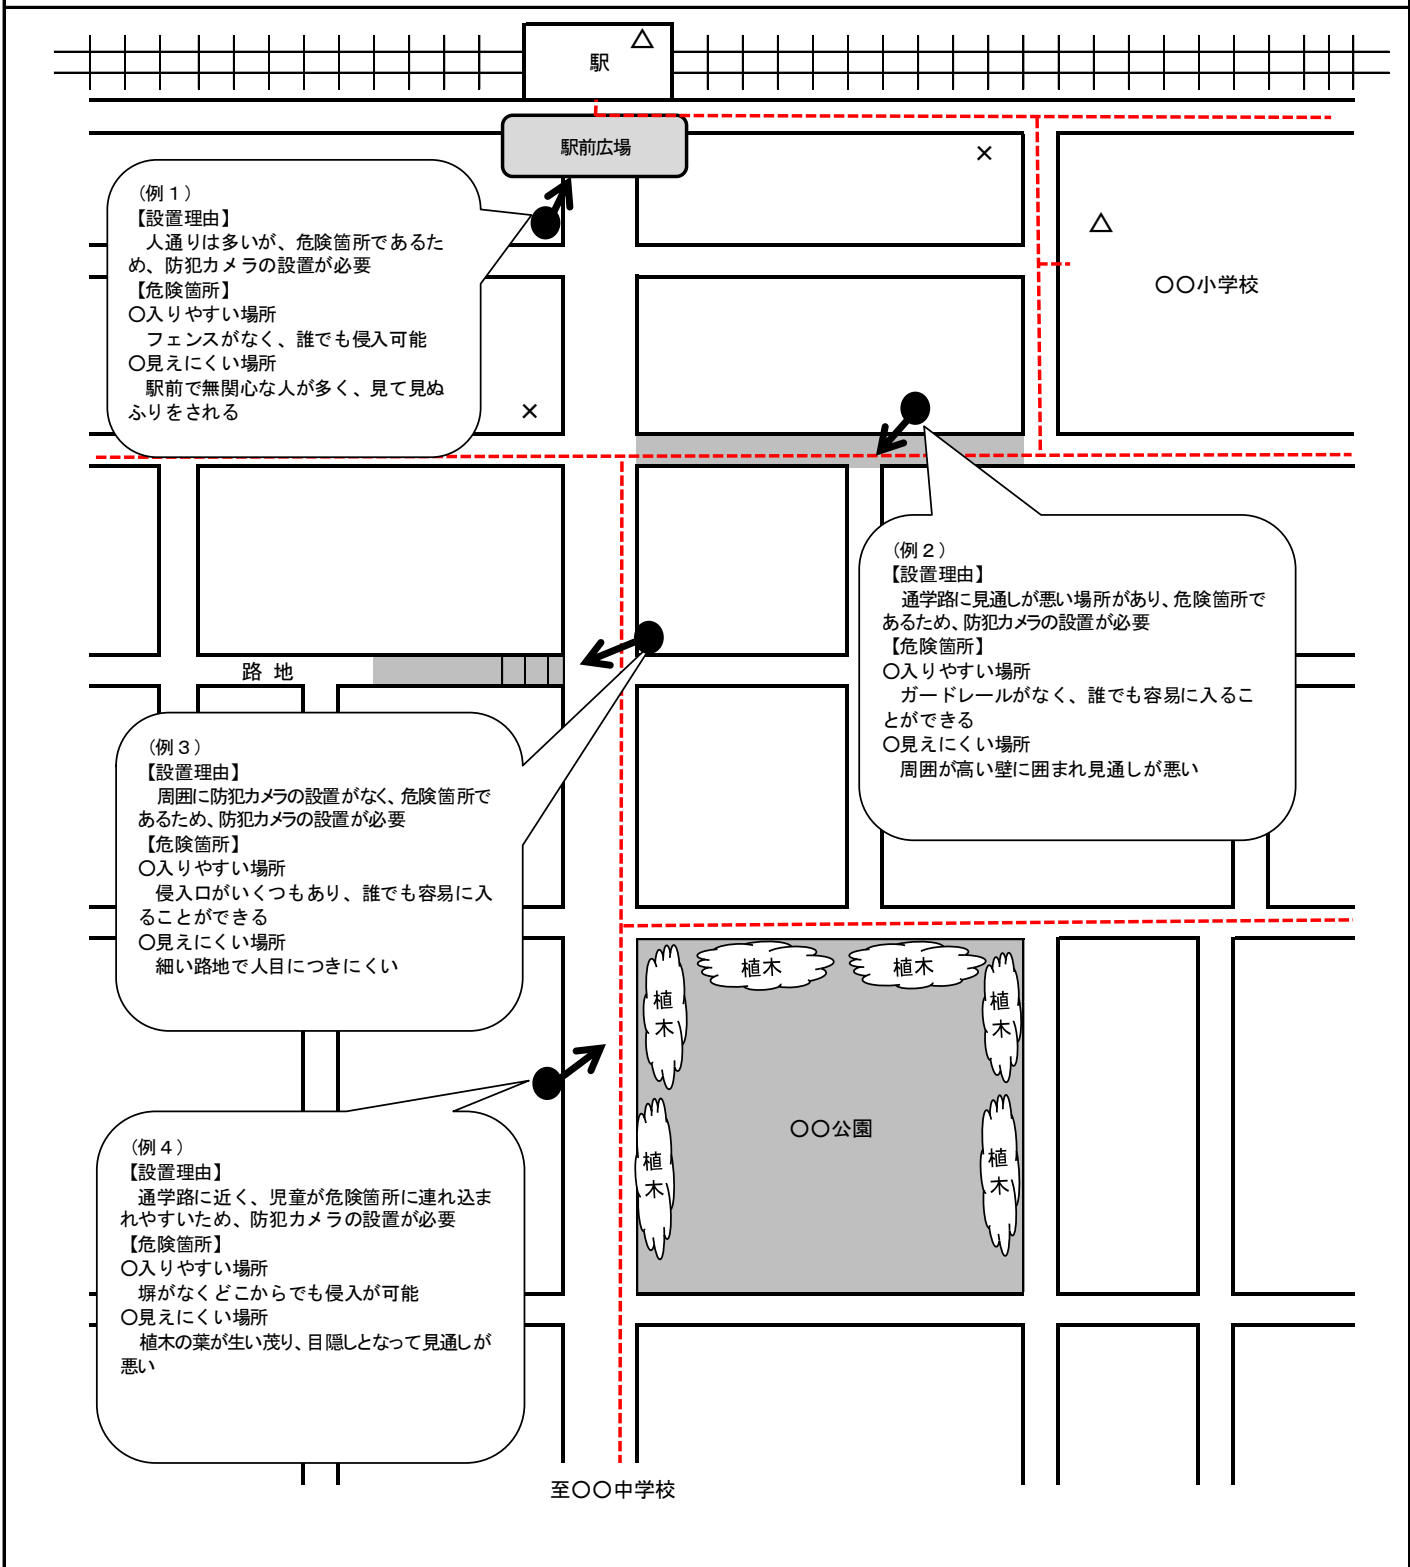 駅
△
駅前広場
×
(例1)
【設置理由】
人通りは多いが、危険箇所であるた
め、防犯カメラの設置が必要
【危険箇所】
○入りやすい場所
フェンスがなく、誰でも侵入可能
○見えにくい場所
駅前で無関心な人が多く、見て見ぬ
ふりをされる
△
○○小学校
×
(例2)
【設置理由】
通学路に見通しが悪い場所があり、危険箇所で
あるため、防犯カメラの設置が必要
【危険箇所】
○入りやすい場所
ガードレールがなく、誰でも容易に入るこ
とができる
○見えにくい場所
周囲が高い壁に囲まれ見通しが悪い
路 地
(例3)
【設置理由】
周囲に防犯カメラの設置がなく、危険箇所で
あるため、防犯カメラの設置が必要
【危険箇所】
○入りやすい場所
侵入口がいくつもあり、誰でも容易に入
ることができる
○見えにくい場所
細い路地で人目につきにくい
植木
植木
植木
植木
○○公園
植木
植木
(例4)
【設置理由】
通学路に近く、児童が危険箇所に連れ込ま
れやすいため、防犯カメラの設置が必要
【危険箇所】
○入りやすい場所
塀がなくどこからでも侵入が可能
○見えにくい場所
植木の葉が生い茂り、目隠しとなって見通しが
悪い
至○○中学校